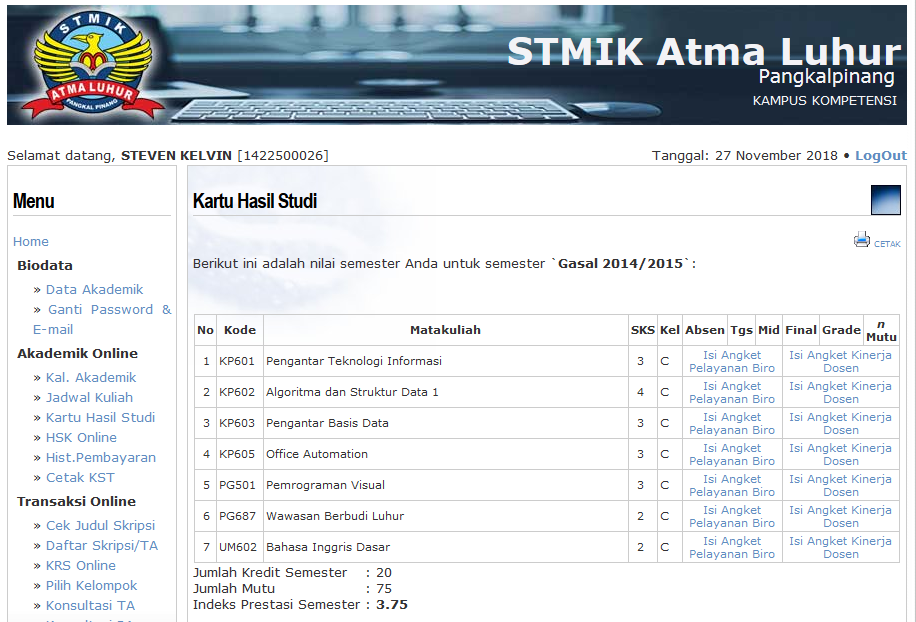 STMIK
ATMA LUHUR
PANGKAL PINANG
STMIK Atma Luhur
Pangkalpinang
KAMPUS KOMPETENSI
Selamat datang, STEVEN KELVIN [1422500026]
Tanggal: 27 November 2018 • LogOut
Menu
Home
Biodata
» Data Akademik
» Ganti Password &
E-mail
Akademik Online
» Kal. Akademik
» Jadwal Kuliah
» Kartu Hasil Studi
» HSK Online
» Hist.Pembayaran
» Cetak KST
Transaksi Online
» Cek Judul Skripsi
» Daftar Skripsi/TA
» KRS Online
» Pilih Kelompok
» Konsultasi TA
Kartu Hasil Studi
CETAK
Berikut ini adalah nilai semester Anda untuk semester `Gasal 2014/2015`:
No Kode Matakuliah SKS Kel Absen Tgs Mid Final Grade n Mutu
1 KP601 Pengantar Teknologi Informasi 3 C Isi Angket Pelayanan Biro Isi Angket Kinerja Dosen
2 KP602 Algoritma dan Struktur Data 1 4 C Isi Angket Pelayanan Biro Isi Angket Kinerja Dosen
3 KP603 Pengantar Basis Data 3 C Isi Angket Pelayanan Biro Isi Angket Kinerja Dosen
4 KP605 Office Automation 3 C Isi Angket Pelayanan Biro Isi Angket Kinerja Dosen
5 PG501 Pemrograman Visual 3 C Isi Angket Pelayanan Biro Isi Angket Kinerja Dosen
6 PG687 Wawasan Berbudi Luhur 2 C Isi Angket Pelayanan Biro Isi Angket Kinerja Dosen
7 UM602 Bahasa Inggris Dasar 2 C Isi Angket Pelayanan Biro Isi Angket Kinerja Dosen
Jumlah Kredit Semester : 20
Jumlah Mutu : 75
Indeks Prestasi Semester : 3.75